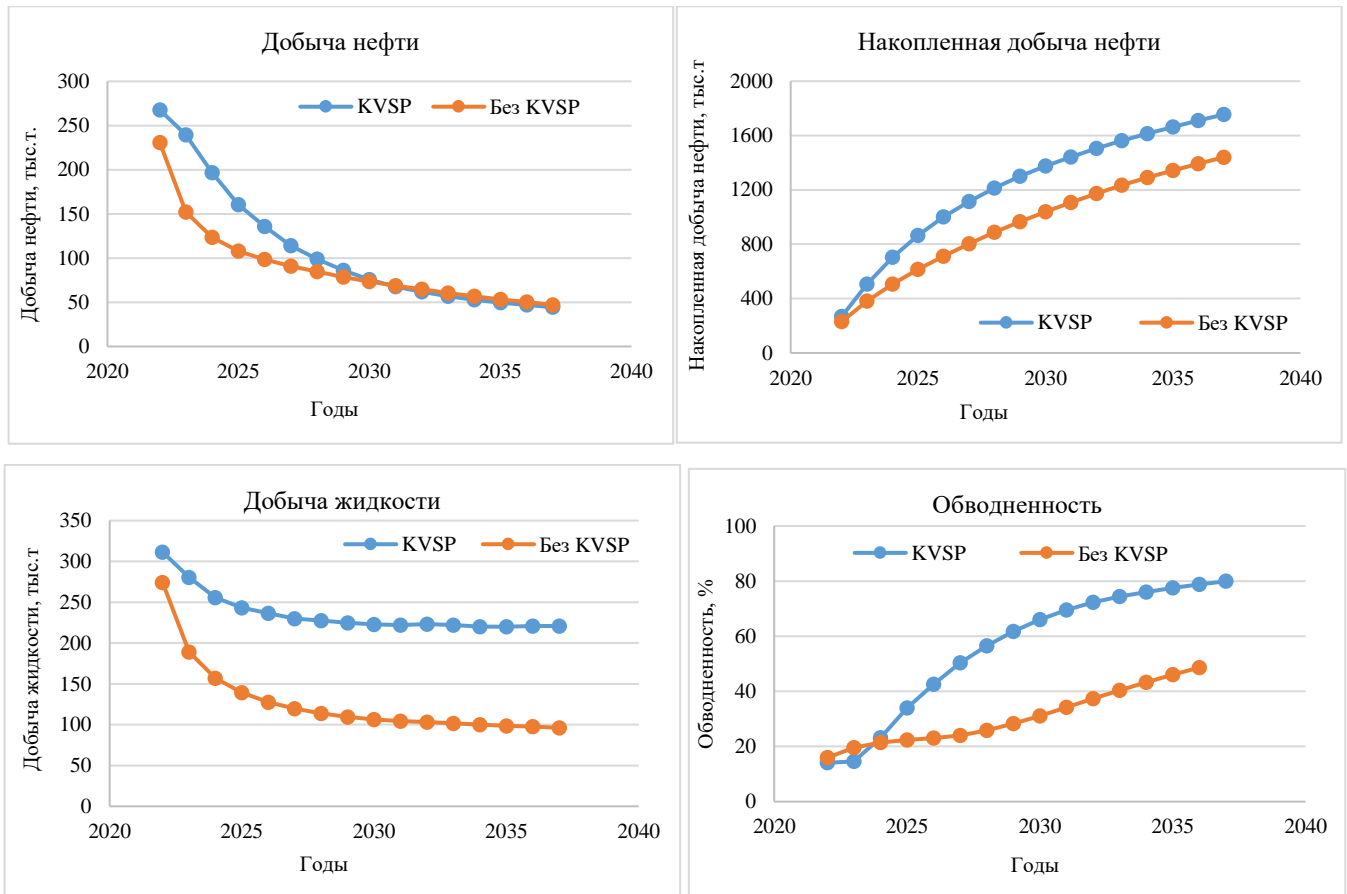 Добыча нефти
Добыча нефти, тыс.т.
300
250
200
150
100
50
0
KVSP
Без KVSP
2020
2025
2030
2035
2040
Годы
Накопленная добыча нефти
Накопленная добыча нефти, тыс.т
2000
1600
1200
800
400
0
KVSP
Без KVSP
2020
2025
2030
2035
2040
Годы
Добыча жидкости
Добыча жидкости, тыс.т
350
300
250
200
150
100
50
0
KVSP
Без KVSP
2020
2025
2030
2035
2040
Годы
Обводненность
Обводненность, %
100
80
60
40
20
0
KVSP
Без KVSP
2020
2025
2030
2035
2040
Годы